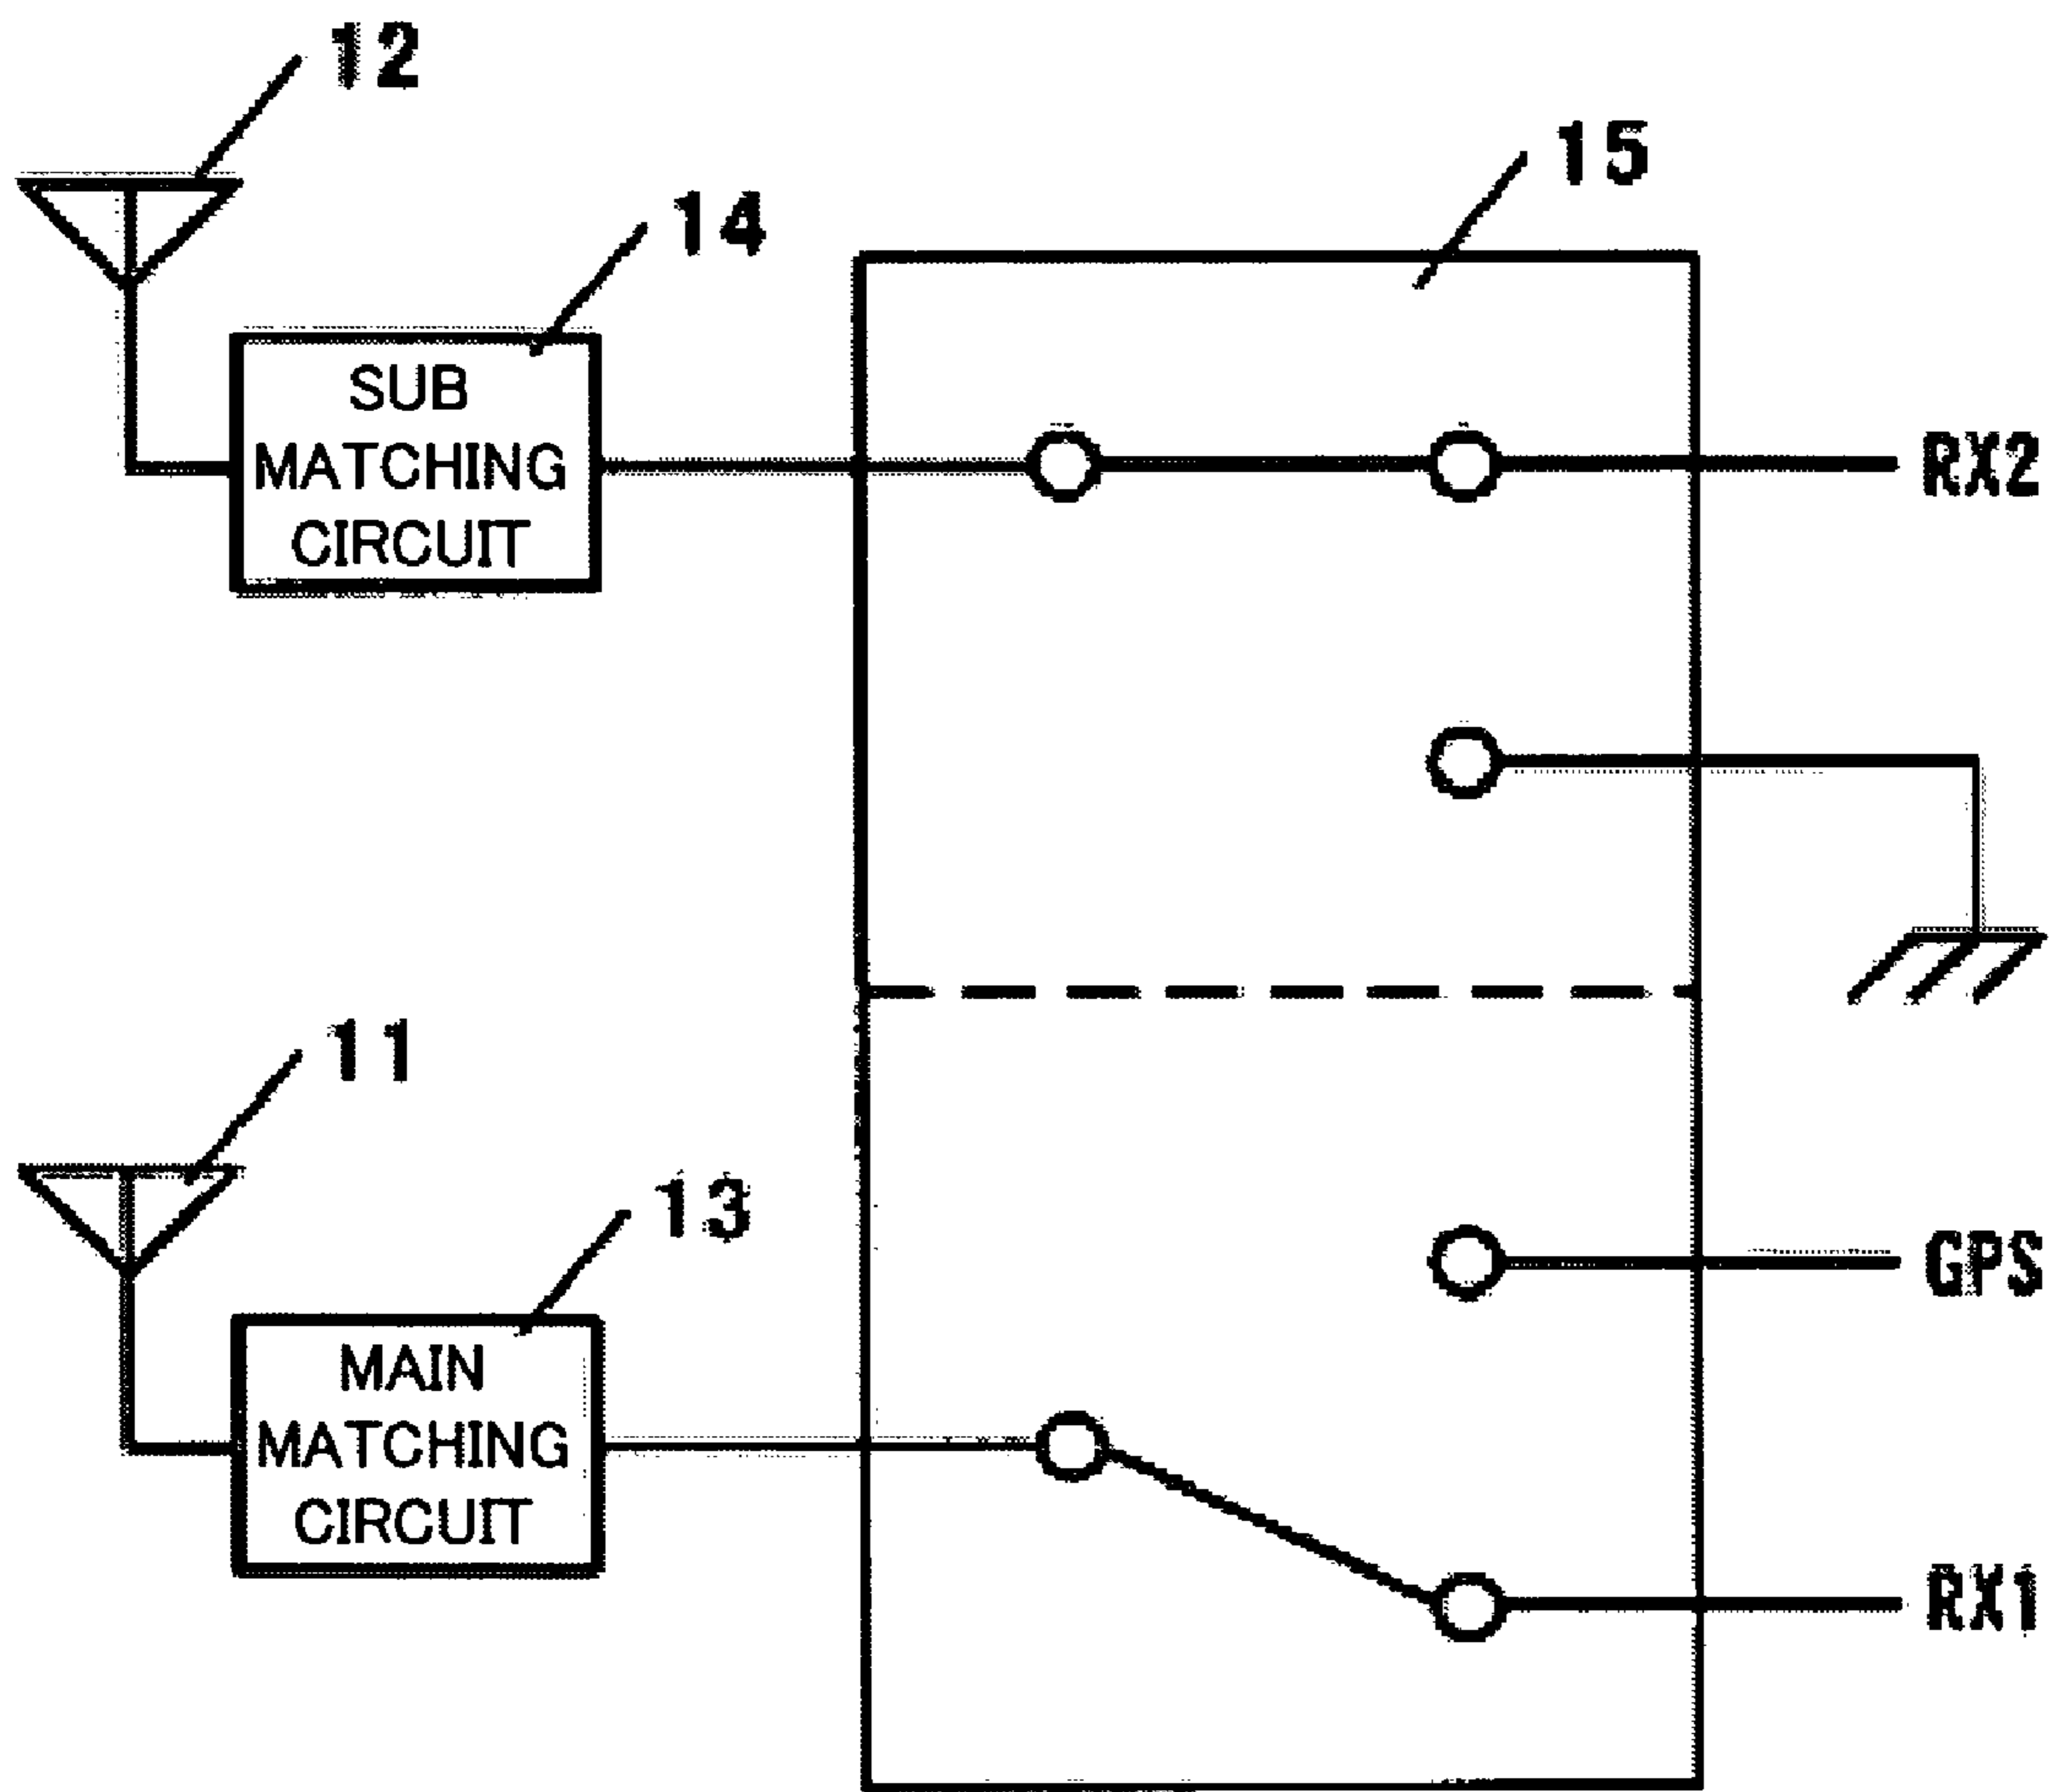 12
15
14
SUB
MATCHING
CIRCUIT
RX2
11
13
GPS
MAIN
MATCHING
CIRCUIT
RX1